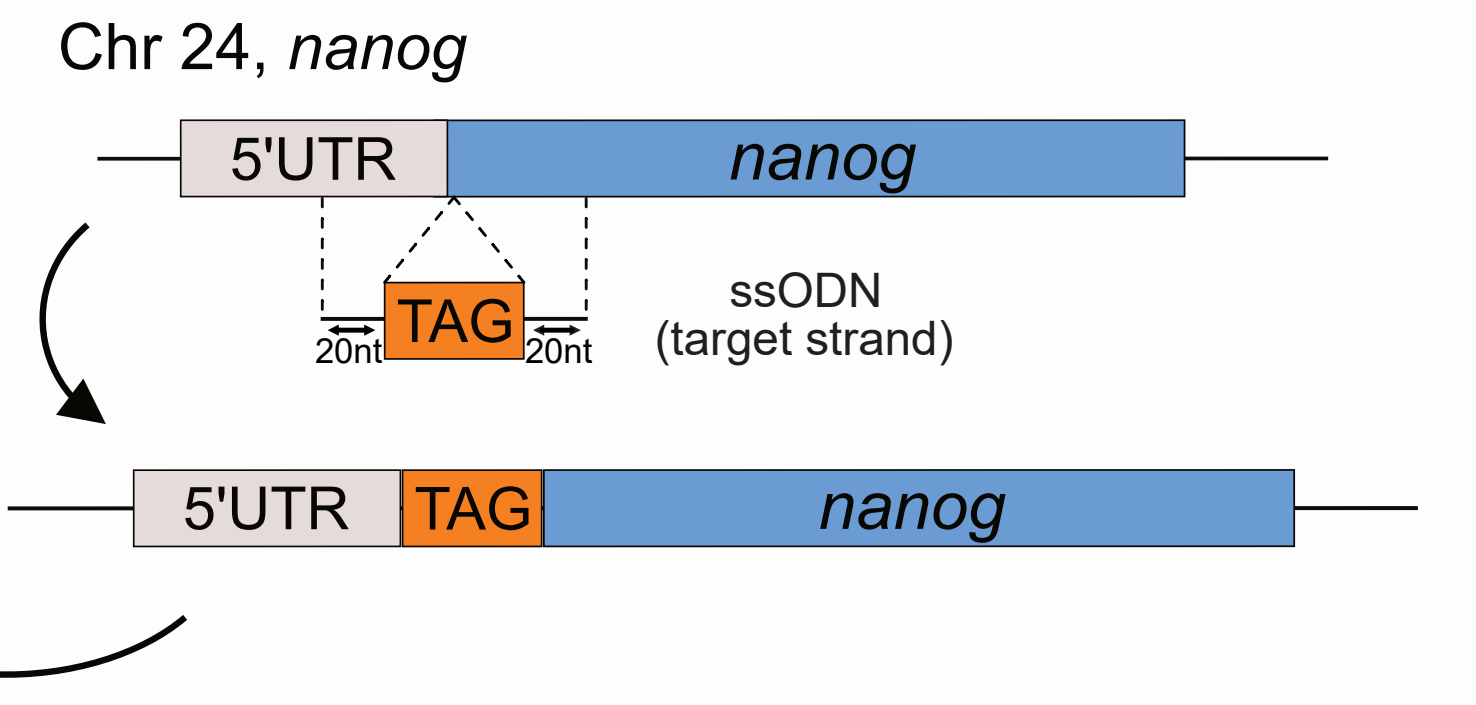 Chr 24, nanog
5'UTR
nanog
TAG
20nt
20nt
ssODN
(target strand)
5'UTR
TAG
nanog